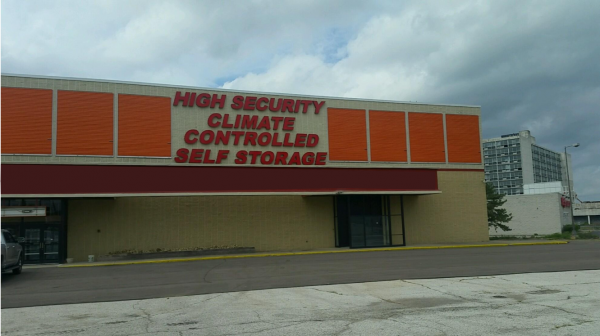 HIGH SECURITY
CLIMATE
CONTROLLED
SELF STORAGE